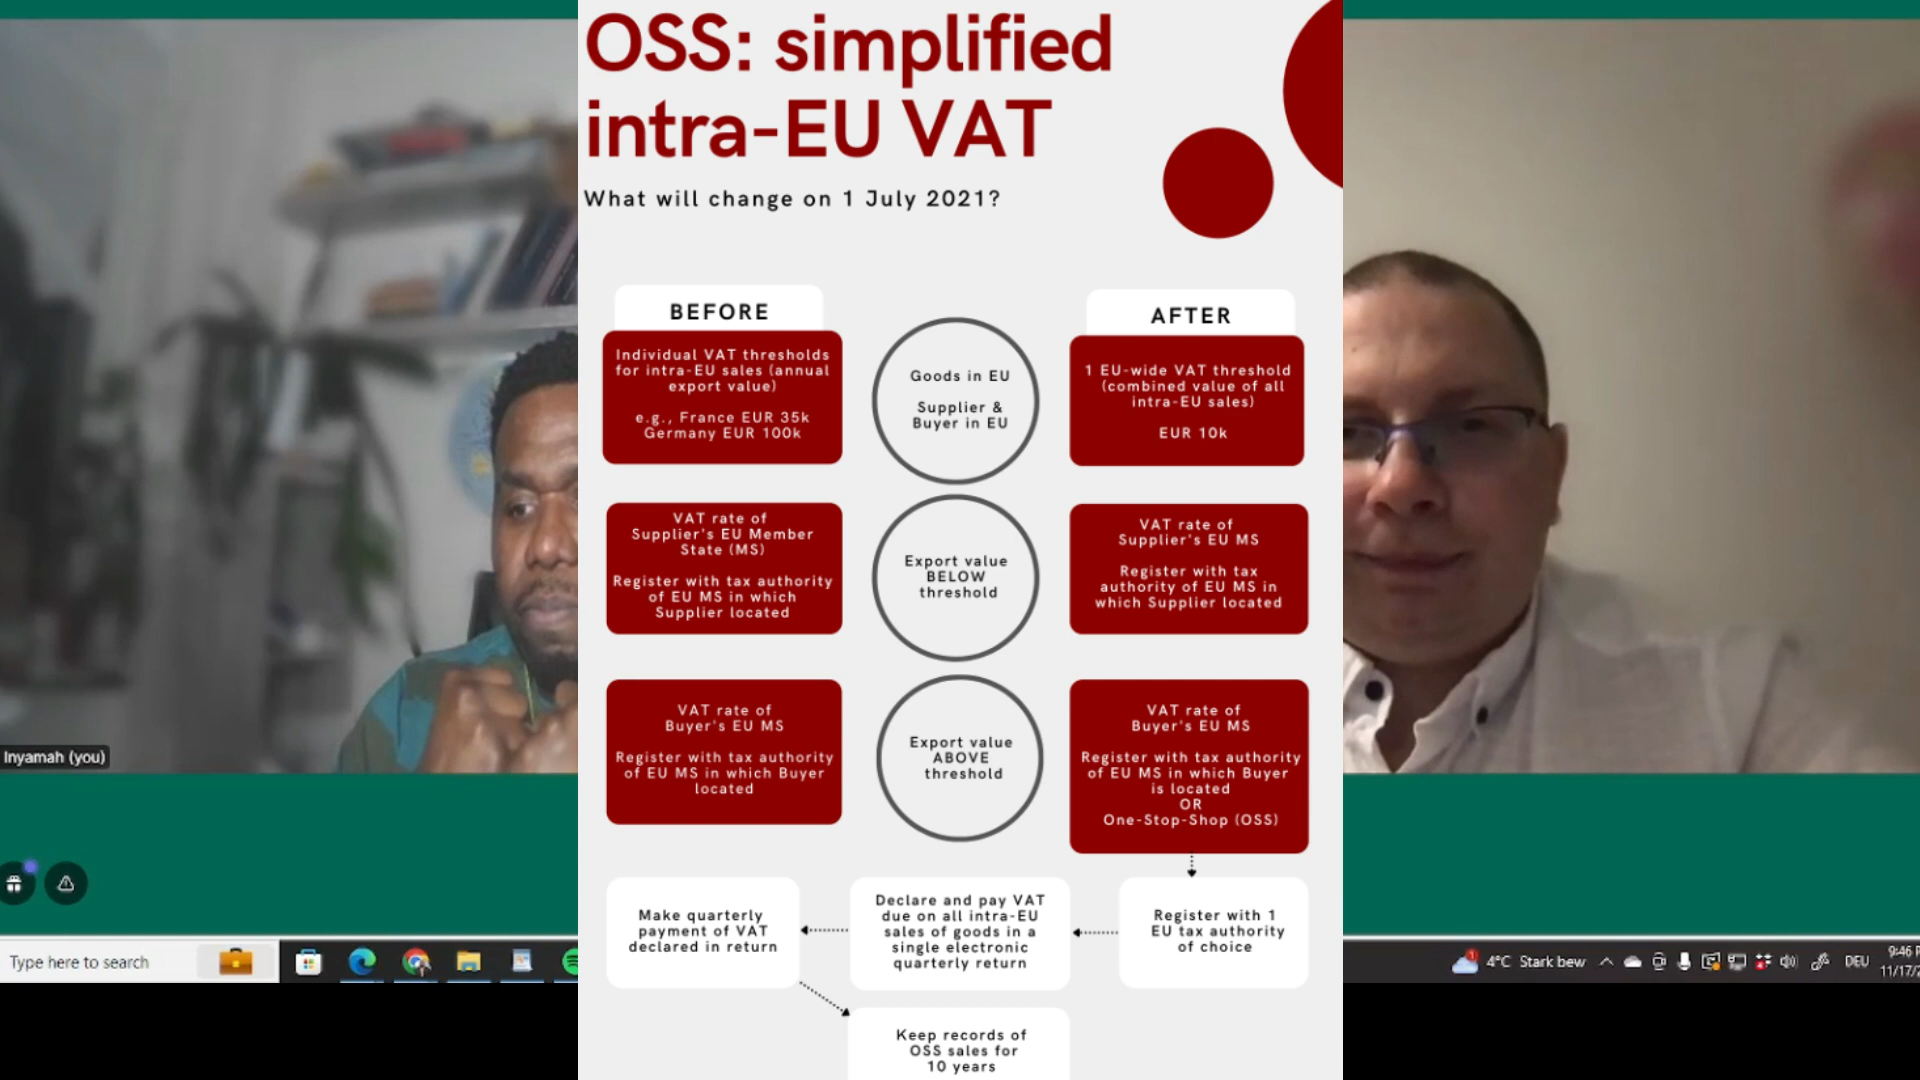 OSS: simplified
intra-EU VAT
What will change on 1 July 2021?
BEFORE
Individual VAT thresholds
for intra-EU sales (annual
export value)
e.g., France EUR 35k
Germany EUR 100k
Goods in EU
Supplier &
Buyer in EU
AFTER
1 EU-wide VAT threshold
(combined value of all
intra-EU sales)
EUR 10k
VAT rate of
Supplier's EU Member
State (MS)
Register with tax authority
of EU MS in which
Supplier located
Export value
BELOW
threshold
VAT rate of
Supplier's EU MS
Register with tax
authority of EU MS in
which Supplier located
VAT rate of
Buyer's EU MS
Register with tax authority
of EU MS in which Buyer
located
Export value
ABOVE
threshold
VAT rate of
Buyer's EU MS
Register with tax authority
of EU MS in which Buyer
is located
OR
One-Stop-Shop (OSS)
Make quarterly
payment of VAT
declared in return
Declare and pay VAT
due on all intra-EU
sales of goods in a
single electronic
quarterly return
Register with 1
EU tax authority
of choice
Keep records of
OSS sales for
10 years
Inyamah (you)
Type here to search
4°C Stark bew
DEU
9:46
11/17/2